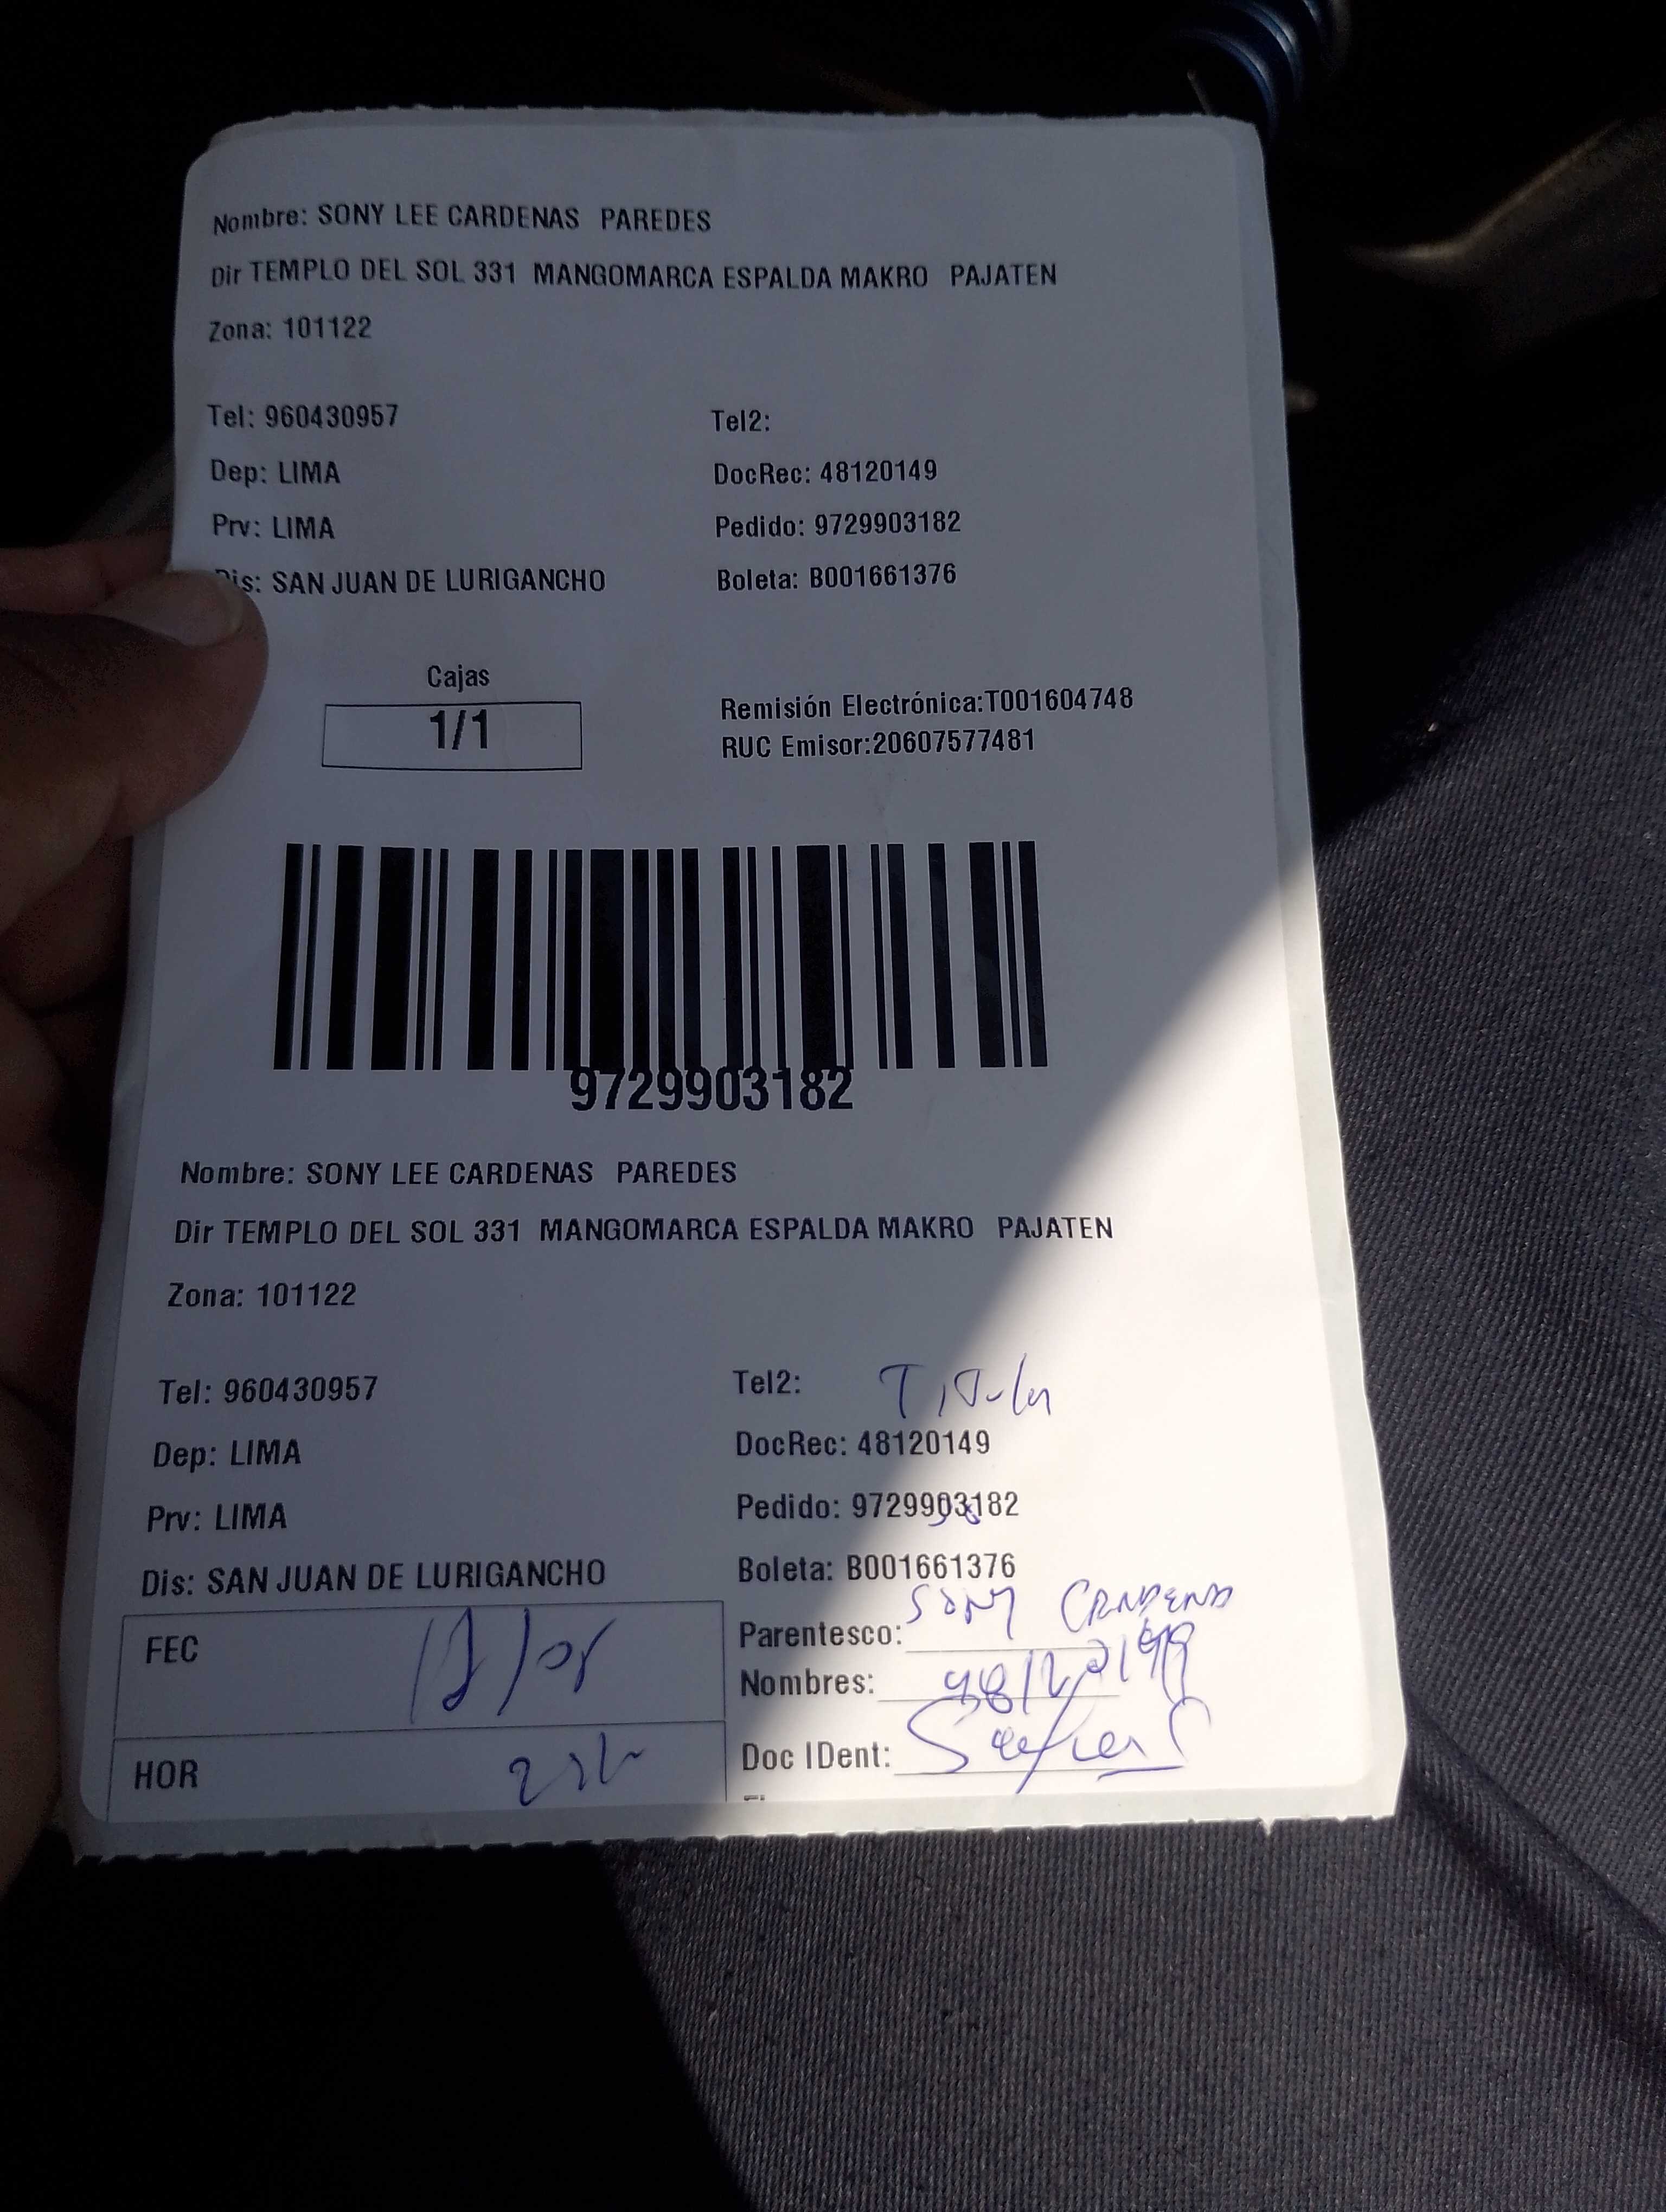 Nombre: SONY LEE CARDENAS PAREDES
Dir TEMPLO DEL SOL 331 MANGOMARCA ESPALDA MAKRO PAJATEN
Zona: 101122
Tel: 960430957 Tel2:
Dep: LIMA DocRec: 48120149
Prv: LIMA Pedido: 9729903182
Dis: SAN JUAN DE LURIGANCHO Boleta: B001661376
Cajas
1/1
Remisión Electrónica:T001604748
RUC Emisor:20607577481
9729903182
Nombre: SONY LEE CARDENAS PAREDES
Dir TEMPLO DEL SOL 331 MANGOMARCA ESPALDA MAKRO PAJATEN
Zona: 101122
Tel: 960430957 Tel2: Titular
Dep: LIMA DocRec: 48120149
Prv: LIMA Pedido: 9729903182
Dis: SAN JUAN DE LURIGANCHO Boleta: B001661376
FEC
Parentesco: SONY
Nombres: 48120149
HOR
Doc IDent: